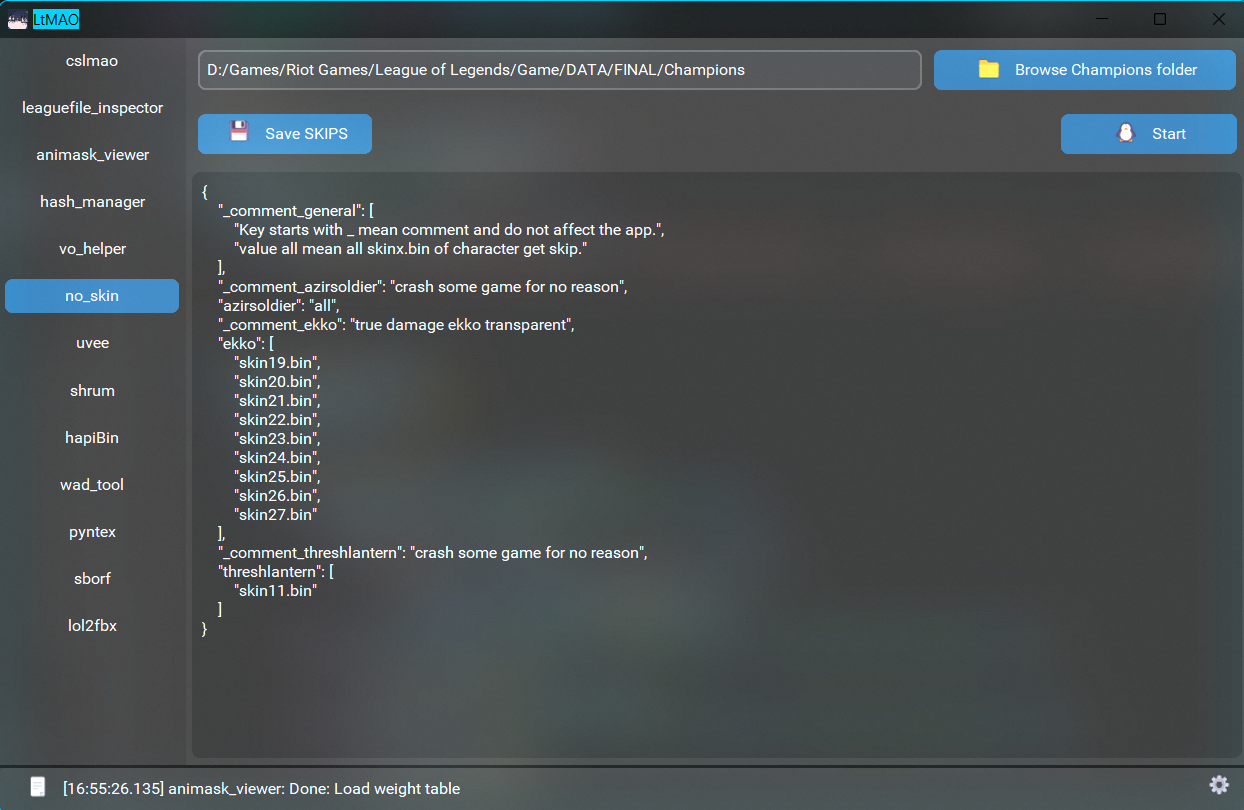 LtMAO
cslmao
leaguefile_inspector
animask_viewer
hash_manager
vo_helper
no_skin
uvee
shrum
hapiBin
wad_tool
pyntex
sborf
lol2fbx
D:/Games/Riot Games/League of Legends/Game/DATA/FINAL/Champions
Browse Champions folder
Save SKIPS
Start
{
"_comment_general": [
"Key starts with _ mean comment and do not affect the app.",
"value all mean all skinx.bin of character get skip."
],
"_comment_azirsoldier": "crash some game for no reason",
"azirsoldier": "all",
"_comment_ekko": "true damage ekko transparent",
"ekko": [
"skin19.bin",
"skin20.bin",
"skin21.bin",
"skin22.bin",
"skin23.bin",
"skin24.bin",
"skin25.bin",
"skin26.bin",
"skin27.bin"
],
"_comment_threshlantern": "crash some game for no reason",
"threshlantern": [
"skin11.bin"
]
}
[16:55:26.135] animask_viewer: Done: Load weight table